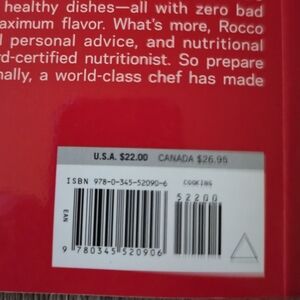 healthy dishes—all with zero bad
aximum flavor. What's more, Rocco
l personal advice, and nutritional
rd-certified nutritionist. So prepare
nally, a world-class chef has made
U.S.A. $22.00 CANADA $26.95
ISBN 978-0-345-52090-6 COOKING
52200
EAN
9 780345 520906